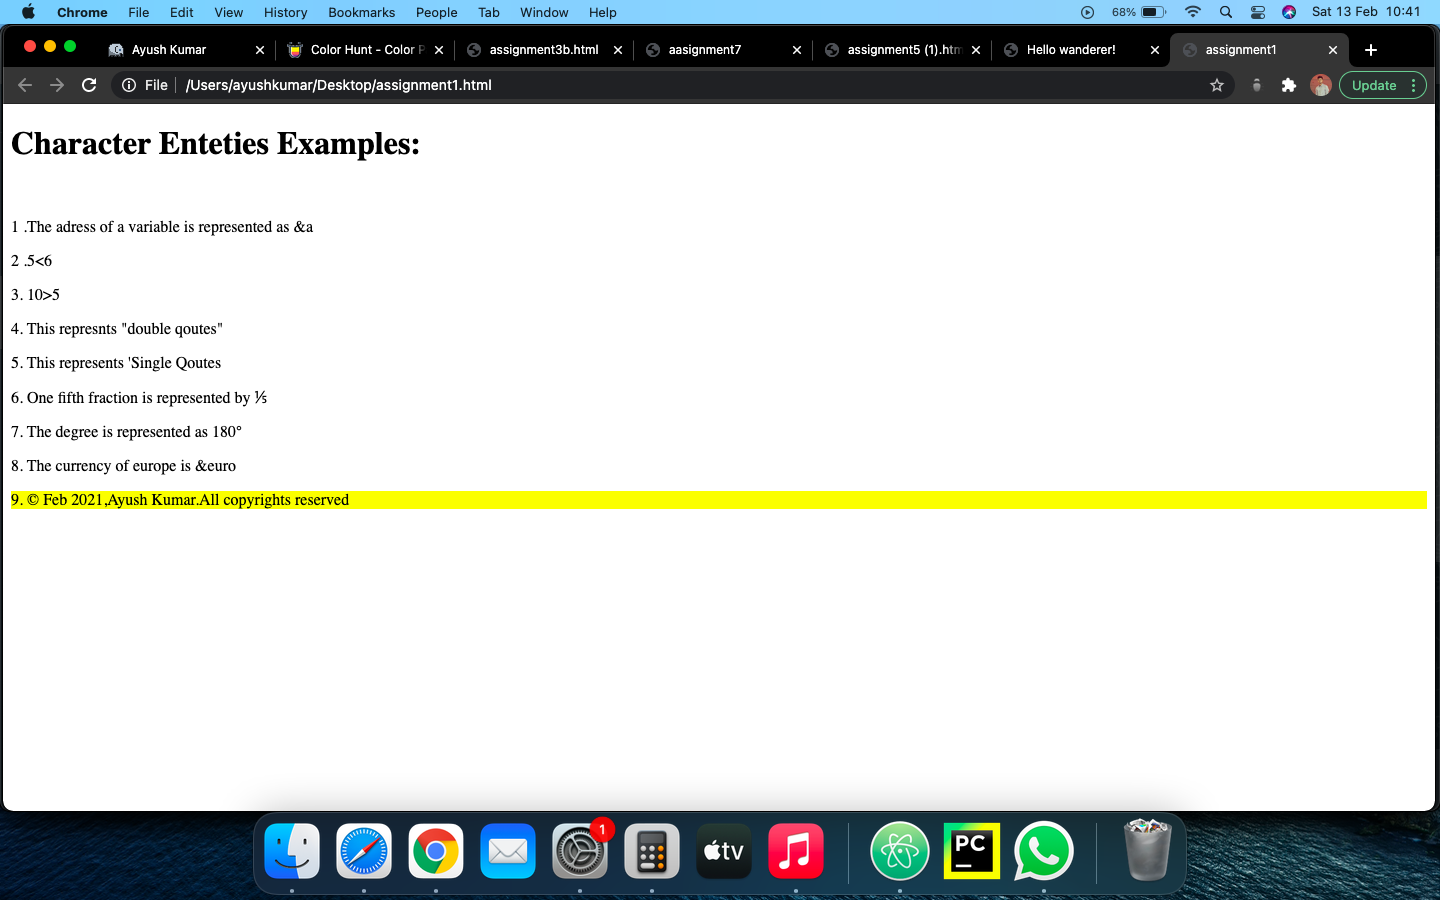 Chrome File Edit View History Bookmarks People Tab Window Help 68% Sat 13 Feb 10:41
Ayush Kumar Color Hunt - Color P assignment3b.html aasignment7 assignment5 (1).htm Hello wanderer! assignment1
File /Users/ayushkumar/Desktop/assignment1.html Update
Character Enteties Examples:
1 .The adress of a variable is represented as &a
2 .5<6
3. 10>5
4. This represnts "double qoutes"
5. This represents 'Single Qoutes
6. One fifth fraction is represented by ⅕
7. The degree is represented as 180°
8. The currency of europe is &euro
9. © Feb 2021,Ayush Kumar.All copyrights reserved
1
tv
PC